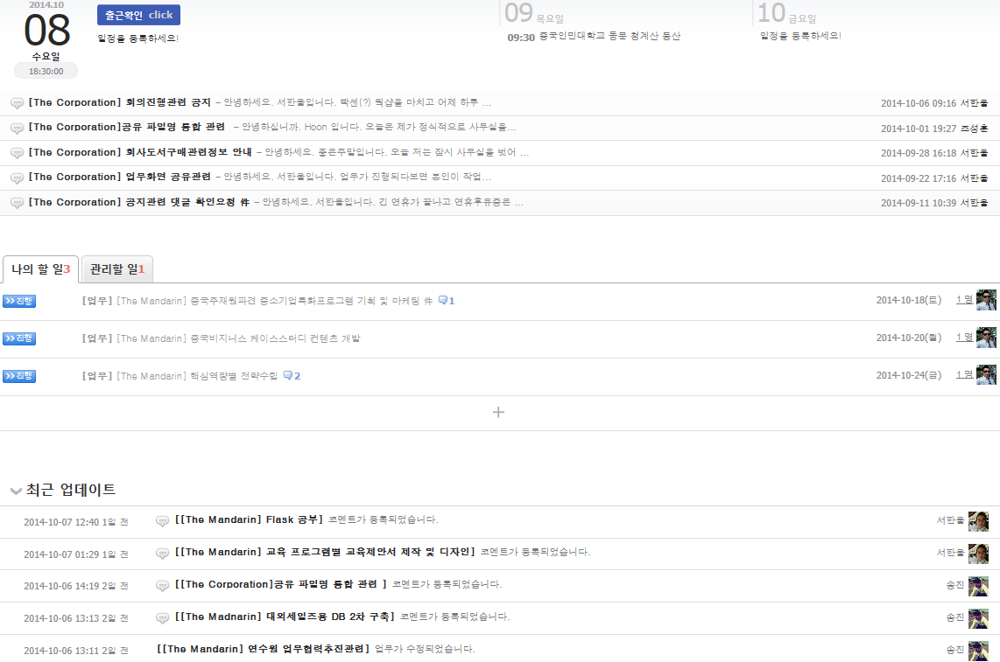 2014.10
08
수요일
18:30:00
출근확인 click
일정을 등록하세요!
09 목요일
09:30 중국인민대학교 동문 청계산 등산
10 금요일
일정을 등록하세요!
[The Corporation] 회의진행관련 공지 – 안녕하세요. 서한울입니다. 빡센(?) 워샵을 마치고 어제 하루 ... 2014-10-06 09:16 서한울
[The Corporation]공유 파일명 통합 관련 – 안녕하십니까. Hoon 입니다. 오늘은 제가 정식적으로 사무실을... 2014-10-01 19:27 조성훈
[The Corporation] 회사도서구매관련정보 안내 – 안녕하세요. 좋은주말입니다. 오늘 저는 잠시 사무실을 벗어 ... 2014-09-28 16:18 서한울
[The Corporation] 업무화면 공유관련 – 안녕하세요. 서한울입니다. 업무가 진행되다보면 본인이 작업... 2014-09-22 17:16 서한울
[The Corporation] 공지관련 댓글 확인요청 件 – 안녕하세요. 서한울입니다. 긴 연휴가 끝나고 연휴후유증은 ... 2014-09-11 10:39 서한울
나의 할 일3 관리할 일1
진행 [업무] [The Mandarin] 중국주재원파견 중소기업특화프로그램 기획 및 마케팅 件 1 2014-10-18(토) 1 명
진행 [업무] [The Mandarin] 중국비지니스 케이스스터디 컨텐츠 개발 2014-10-20(월) 1 명
진행 [업무] [The Mandarin] 핵심역량별 전략수립 2 2014-10-24(금) 1 명
+
최근 업데이트
2014-10-07 12:40 1일 전 [[The Mandarin] Flask 공부] 코멘트가 등록되었습니다. 서한울
2014-10-07 01:29 1일 전 [[The Mandarin] 교육 프로그램별 교육제안서 제작 및 디자인] 코멘트가 등록되었습니다. 서한울
2014-10-06 14:19 2일 전 [[The Corporation]공유 파일명 통합 관련 ] 코멘트가 등록되었습니다. 송진
2014-10-06 13:13 2일 전 [[The Madnarin] 대외세일즈용 DB 2차 구축] 코멘트가 등록되었습니다. 송진
2014-10-06 13:11 2일 전 [[The Mandarin] 연수원 업무협력추진관련] 업무가 수정되었습니다. 송진